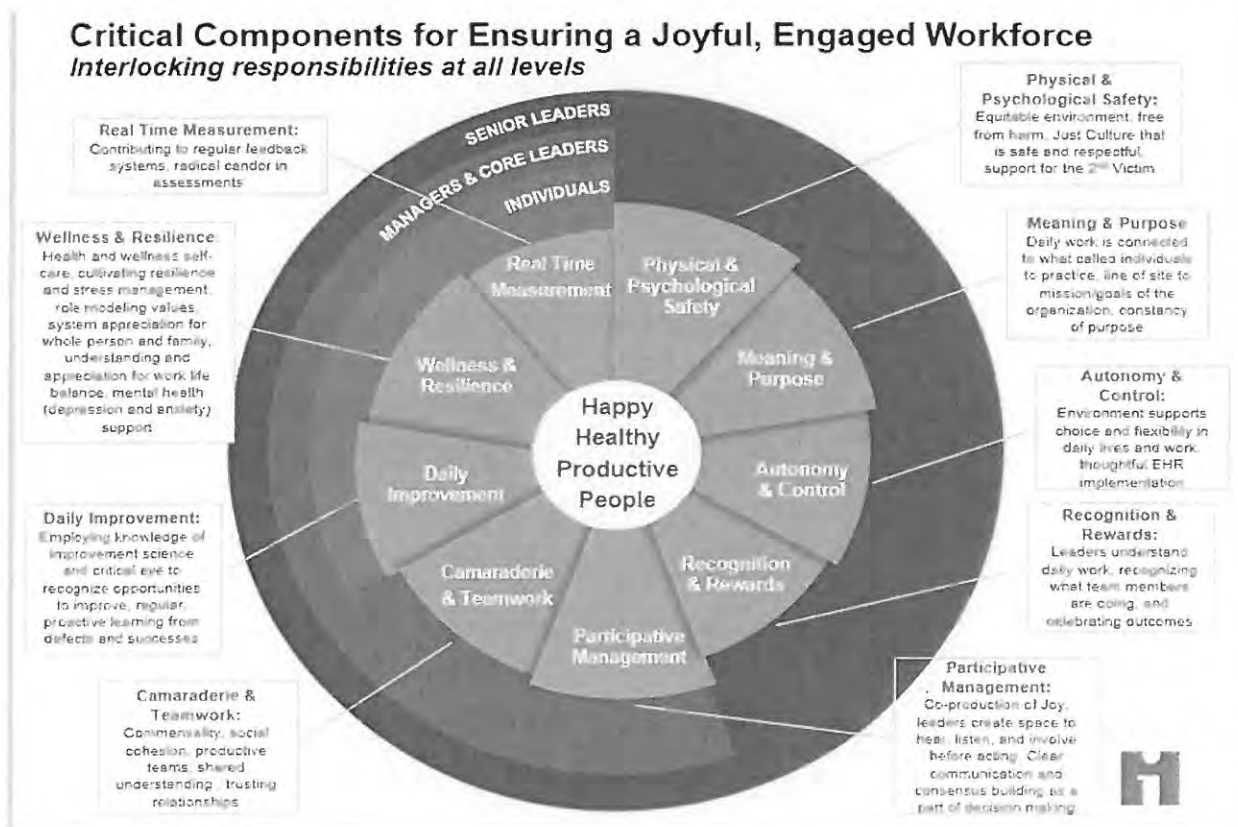 Critical Components for Ensuring a Joyful, Engaged Workforce
Interlocking responsibilities at all levels
SENIOR LEADERS
MANAGERS & CORE LEADERS
INDIVIDUALS
Real Time Measurement:
Contributing to regular feedback
systems, radical candor in
assessments
Wellness & Resilience
Health and wellness self-
care, cultivating resilience
and stress management,
role modeling values,
system appreciation for
whole person and family,
understanding and
appreciation for work life
balance, mental health
(depression and anxiety)
support
Daily Improvement:
Employing knowledge of
improvement science
and critical eye to
recognize opportunities
to improve, regular,
proactive learning from
defects and successes
Camaraderie &
Teamwork:
Commensality, social
cohesion, productive
teams, shared
understanding, trusting
relationships
Real Time
Measurement
Physical &
Psychological
Safety
Meaning &
Purpose
Autonomy
& Control
Recognition
& Rewards
Participative
Management
Camaraderie
& Teamwork
Daily
Improvement
Wellness &
Resilience
Happy
Healthy
Productive
People
Physical &
Psychological Safety:
Equitable environment, free
from harm, Just Culture that
is safe and respectful,
support for the 2nd Victim
Meaning & Purpose
Daily work is connected
to what called individuals
to practice, line of site to
mission/goals of the
organization, constancy
of purpose
Autonomy &
Control:
Environment supports
choice and flexibility in
daily lives and work,
thoughtful EHR
implementation
Recognition &
Rewards:
Leaders understand
daily work, recognizing
what team members
are doing, and
celebrating outcomes
Participative
Management:
Co-production of Joy,
leaders create space to
hear, listen, and involve
before acting. Clear
communication and
consensus building as a
part of decision making